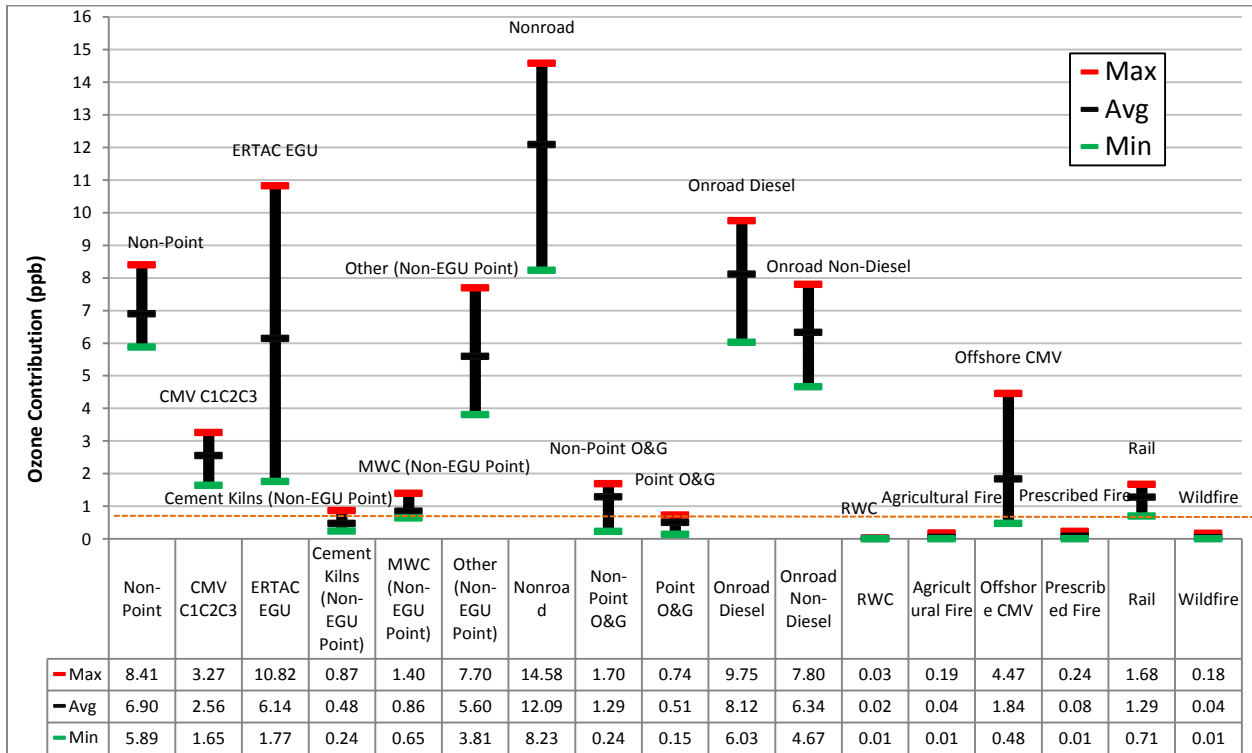 16
15
14
13
12
11
10
9
8
7
6
5
4
3
2
1
0
Ozone Contribution (ppb)
Nonroad
Max
Avg
Min
ERTAC EGU
Onroad Diesel
Non-Point
Other (Non-EGU Point)
Onroad Non-Diesel
Offshore CMV
CMV C1C2C3
Non-Point O&G
Rail
MWC (Non-EGU Point)
Point O&G
Cement Kilns (Non-EGU Point)
Agricultural Fire
Prescribed Fire
Wildfire
RWC
Non-
Point
CMV
C1C2C3
ERTAC
EGU
Cement
Kilns
(Non-
EGU
Point)
MWC
(Non-
EGU
Point)
Other
(Non-
EGU
Point)
Nonroa
d
Non-
Point
O&G
Point
O&G
Onroad
Diesel
Onroad
Non-
Diesel
RWC
Agricult
ural Fire
Offshor
e CMV
Prescrib
ed Fire
Rail
Wildfire
Max 8.41 3.27 10.82 0.87 1.40 7.70 14.58 1.70 0.74 9.75 7.80 0.03 0.19 4.47 0.24 1.68 0.18
Avg 6.90 2.56 6.14 0.48 0.86 5.60 12.09 1.29 0.51 8.12 6.34 0.02 0.04 1.84 0.08 1.29 0.04
Min 5.89 1.65 1.77 0.24 0.65 3.81 8.23 0.24 0.15 6.03 4.67 0.01 0.01 0.48 0.01 0.71 0.01